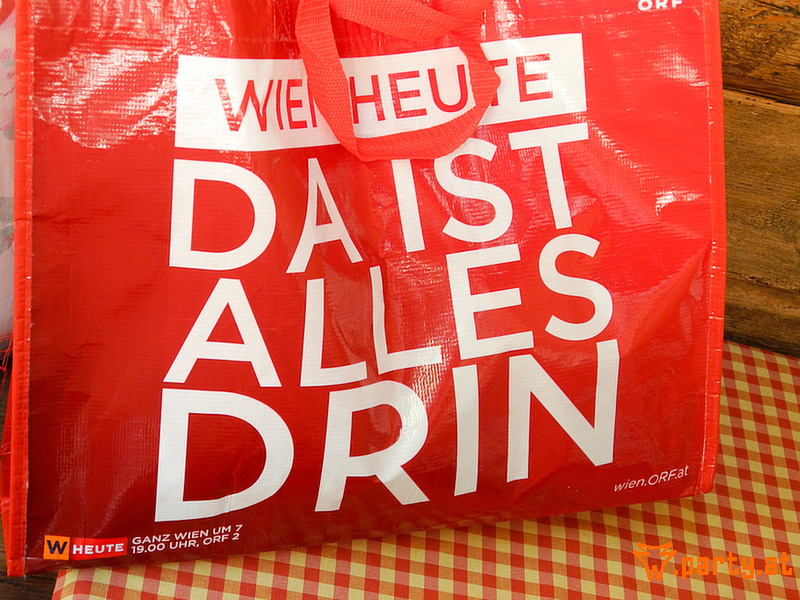 ORF
WIEN HEUTE
DA IST
ALLES
DRIN
wien.ORF.at
W HEUTE
GANZ WIEN UM 7
19.00 UHR, ORF 2
w.party.at